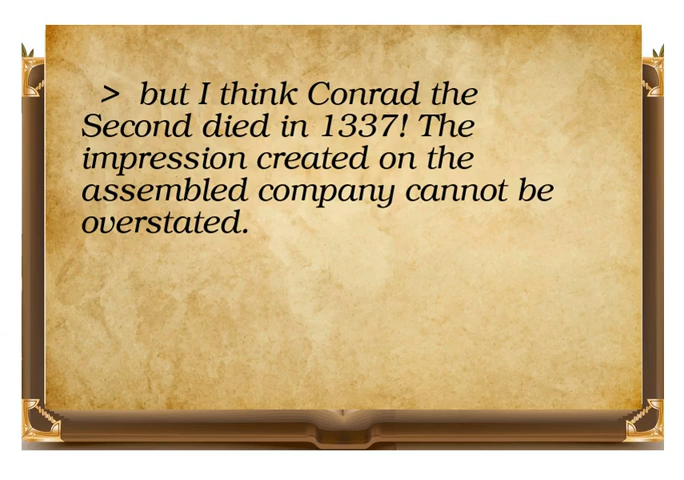 > but I think Conrad the
Second died in 1337! The
impression created on the
assembled company cannot be
overstated.